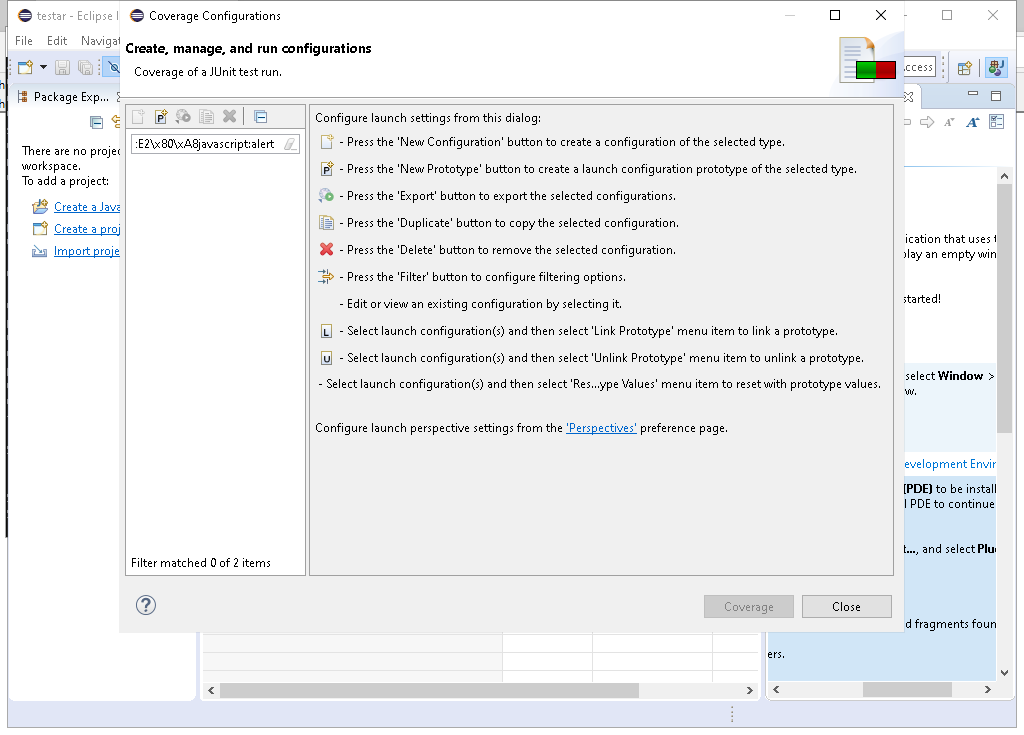 testar - Eclipse I
Coverage Configurations
File Edit Navigat
Create, manage, and run configurations
Coverage of a JUnit test run.
ccess
Package Exp...
:E2\x80\xA8javascript:alert
There are no projec
workspace.
To add a project:
Create a Java
Create a proj
Import proje
Filter matched 0 of 2 items
Configure launch settings from this dialog:
- Press the 'New Configuration' button to create a configuration of the selected type.
P - Press the 'New Prototype' button to create a launch configuration prototype of the selected type.
- Press the 'Export' button to export the selected configurations.
- Press the 'Duplicate' button to copy the selected configuration.
- Press the 'Delete' button to remove the selected configuration.
- Press the 'Filter' button to configure filtering options.
- Edit or view an existing configuration by selecting it.
L - Select launch configuration(s) and then select 'Link Prototype' menu item to link a prototype.
U - Select launch configuration(s) and then select 'Unlink Prototype' menu item to unlink a prototype.
- Select launch configuration(s) and then select 'Res...ype Values' menu item to reset with prototype values.
Configure launch perspective settings from the 'Perspectives' preference page.
Coverage
Close
ication that uses t
play an empty win
started!
select Window >
w.
evelopment Envir
(PDE) to be install
l PDE to continue
t..., and select Plu
d fragments foun
ers.